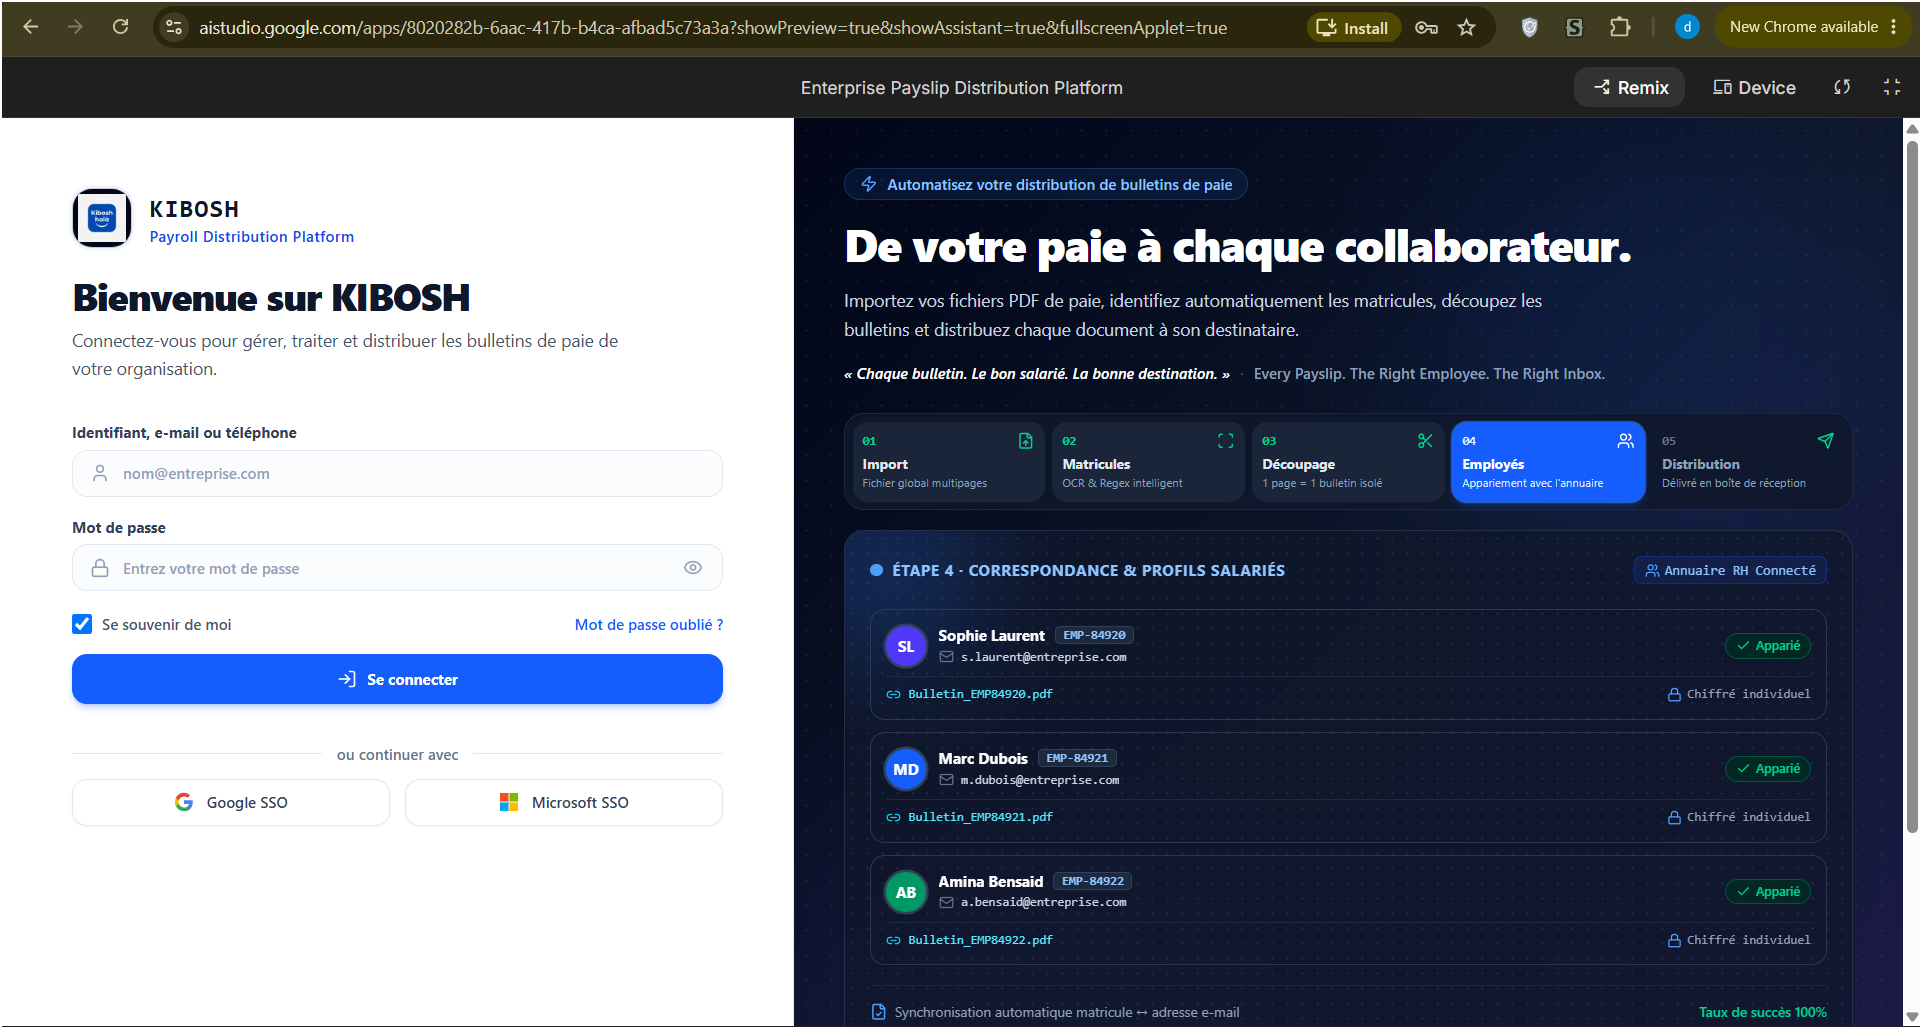 aistudio.google.com/apps/8020282b-6aac-417b-b4ca-afbad5c73a3a?showPreview=true&showAssistant=true&fullscreenApplet=true
Install
d
New Chrome available
Enterprise Payslip Distribution Platform
Remix
Device
Kibosh
holo
KIBOSH
Payroll Distribution Platform
Bienvenue sur KIBOSH
Connectez-vous pour gérer, traiter et distribuer les bulletins de paie de
votre organisation.
Identifiant, e-mail ou téléphone
nom@entreprise.com
Mot de passe
Entrez votre mot de passe
Se souvenir de moi
Mot de passe oublié ?
Se connecter
ou continuer avec
Google SSO
Microsoft SSO
Automatisez votre distribution de bulletins de paie
De votre paie à chaque collaborateur.
Importez vos fichiers PDF de paie, identifiez automatiquement les matricules, découpez les
bulletins et distribuez chaque document à son destinataire.
« Chaque bulletin. Le bon salarié. La bonne destination. » · Every Payslip. The Right Employee. The Right Inbox.
01
Import
Fichier global multipages
02
Matricules
OCR & Regex intelligent
03
Découpage
1 page = 1 bulletin isolé
04
Employés
Appariement avec l'annuaire
05
Distribution
Délivré en boîte de réception
ÉTAPE 4 · CORRESPONDANCE & PROFILS SALARIÉS
Annuaire RH Connecté
SL
Sophie Laurent EMP-84920
s.laurent@entreprise.com
Apparié
Bulletin_EMP84920.pdf
Chiffré individuel
MD
Marc Dubois EMP-84921
m.dubois@entreprise.com
Apparié
Bulletin_EMP84921.pdf
Chiffré individuel
AB
Amina Bensaid EMP-84922
a.bensaid@entreprise.com
Apparié
Bulletin_EMP84922.pdf
Chiffré individuel
Synchronisation automatique matricule ↔ adresse e-mail
Taux de succès 100%